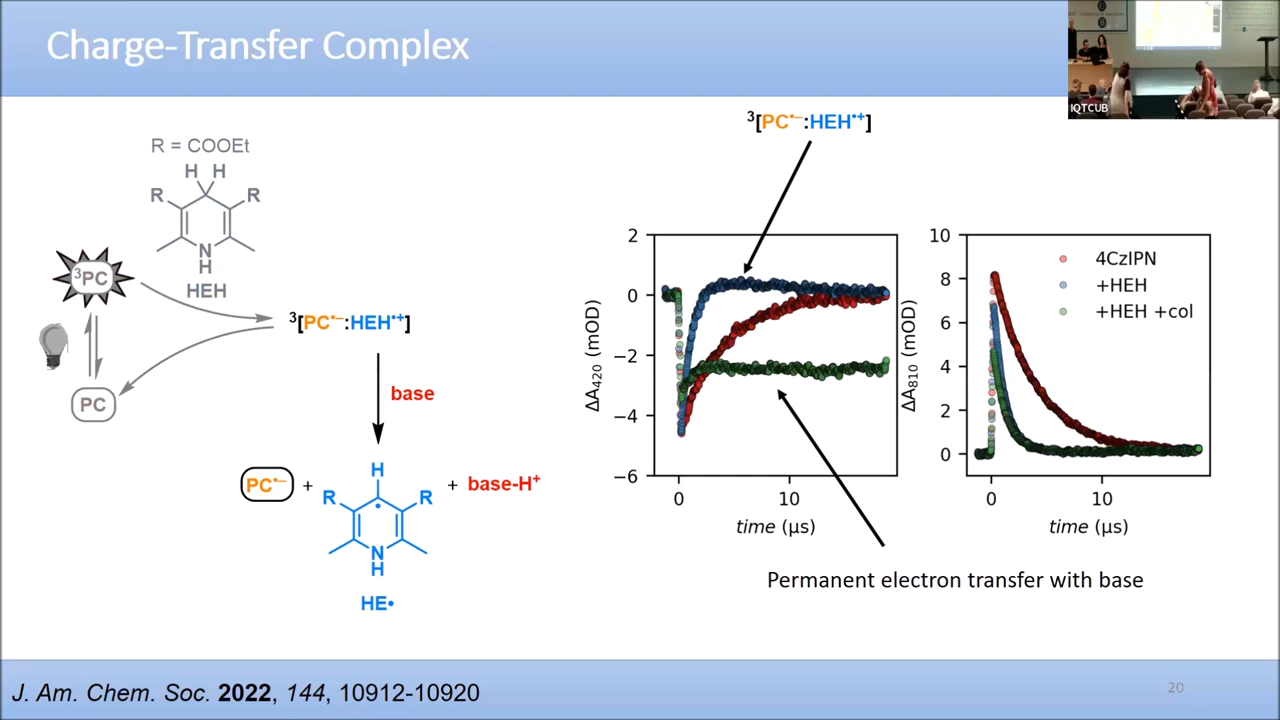 Charge-Transfer Complex
IQTCUB
R = COOEt
H H
R R
N
H
HEH
³PC
PC
³[PC•–:HEH•+]
base
PC•– + HE• + base-H⁺
H
R R
•
N
H
HE•
³[PC•–:HEH•+]
2
0
−2
−4
−6
ΔA₄₂₀ (mOD)
0 10
time (μs)
10
8
6
4
2
0
ΔA₈₁₀ (mOD)
0 10
time (μs)
4CzIPN
+HEH
+HEH +col
Permanent electron transfer with base
J. Am. Chem. Soc. 2022, 144, 10912-10920
20